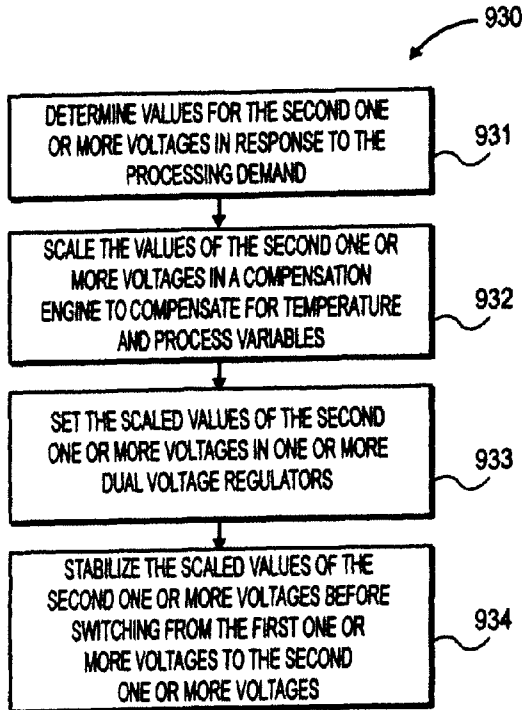 930
DETERMINE VALUES FOR THE SECOND ONE
OR MORE VOLTAGES IN RESPONSE TO THE
PROCESSING DEMAND
931
SCALE THE VALUES OF THE SECOND ONE OR
MORE VOLTAGES IN A COMPENSATION
ENGINE TO COMPENSATE FOR TEMPERATURE
AND PROCESS VARIABLES
932
SET THE SCALED VALUES OF THE SECOND
ONE OR MORE VOLTAGES IN ONE OR MORE
DUAL VOLTAGE REGULATORS
933
STABILIZE THE SCALED VALUES OF THE
SECOND ONE OR MORE VOLTAGES BEFORE
SWITCHING FROM THE FIRST ONE OR
MORE VOLTAGES TO THE SECOND
ONE OR MORE VOLTAGES
934